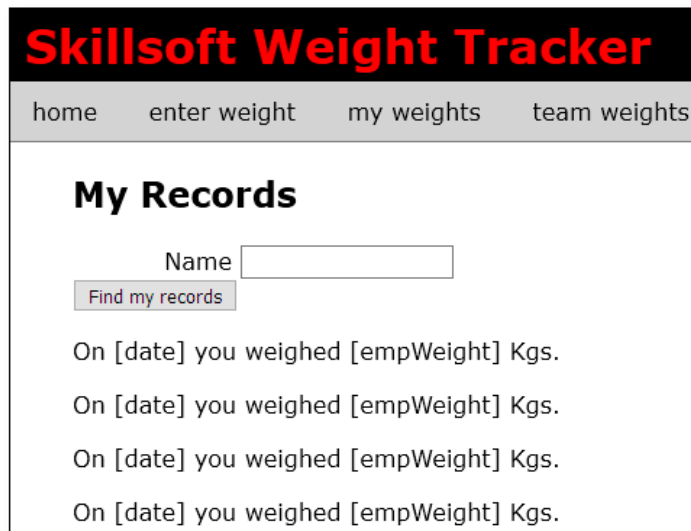 Skillsoft Weight Tracker
home enter weight my weights team weights
My Records
Name
Find my records
On [date] you weighed [empWeight] Kgs.
On [date] you weighed [empWeight] Kgs.
On [date] you weighed [empWeight] Kgs.
On [date] you weighed [empWeight] Kgs.